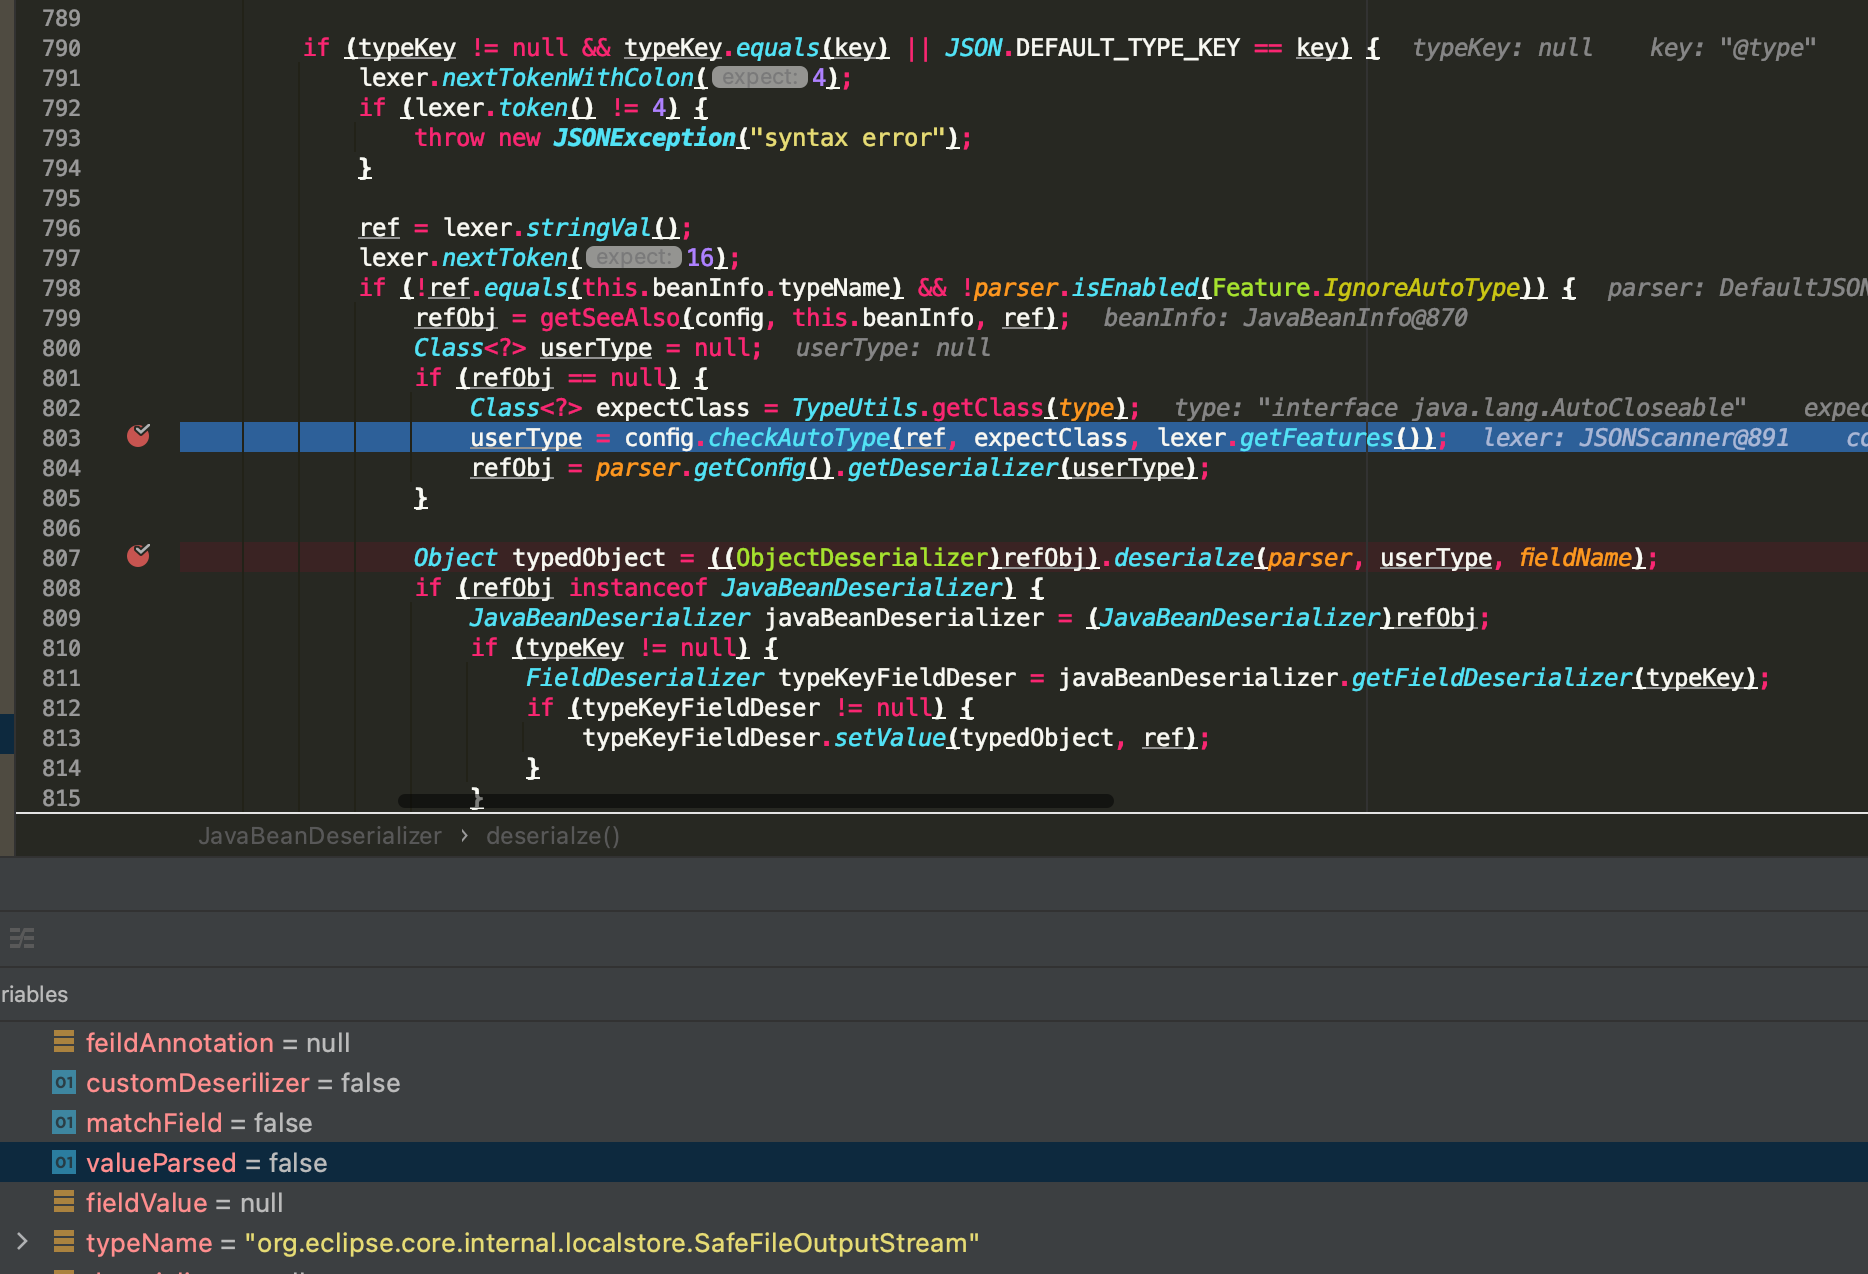 789
790 if (typeKey != null && typeKey.equals(key) || JSON.DEFAULT_TYPE_KEY == key) { typeKey: null key: "@type"
791 lexer.nextTokenWithColon( expect: 4);
792 if (lexer.token() != 4) {
793 throw new JSONException("syntax error");
794 }
795
796 ref = lexer.stringVal();
797 lexer.nextToken( expect: 16);
798 if (!ref.equals(this.beanInfo.typeName) && !parser.isEnabled(Feature.IgnoreAutoType)) { parser: DefaultJSON
799 refObj = getSeeAlso(config, this.beanInfo, ref); beanInfo: JavaBeanInfo@870
800 Class<?> userType = null; userType: null
801 if (refObj == null) {
802 Class<?> expectClass = TypeUtils.getClass(type); type: "interface java.lang.AutoCloseable" expec
803 userType = config.checkAutoType(ref, expectClass, lexer.getFeatures()); lexer: JSONScanner@891 co
804 refObj = parser.getConfig().getDeserializer(userType);
805 }
806
807 Object typedObject = ((ObjectDeserializer)refObj).deserialze(parser, userType, fieldName);
808 if (refObj instanceof JavaBeanDeserializer) {
809 JavaBeanDeserializer javaBeanDeserializer = (JavaBeanDeserializer)refObj;
810 if (typeKey != null) {
811 FieldDeserializer typeKeyFieldDeser = javaBeanDeserializer.getFieldDeserializer(typeKey);
812 if (typeKeyFieldDeser != null) {
813 typeKeyFieldDeser.setValue(typedObject, ref);
814 }
815 }
JavaBeanDeserializer › deserialze()
riables
feildAnnotation = null
01 customDeserilizer = false
01 matchField = false
01 valueParsed = false
fieldValue = null
typeName = "org.eclipse.core.internal.localstore.SafeFileOutputStream"